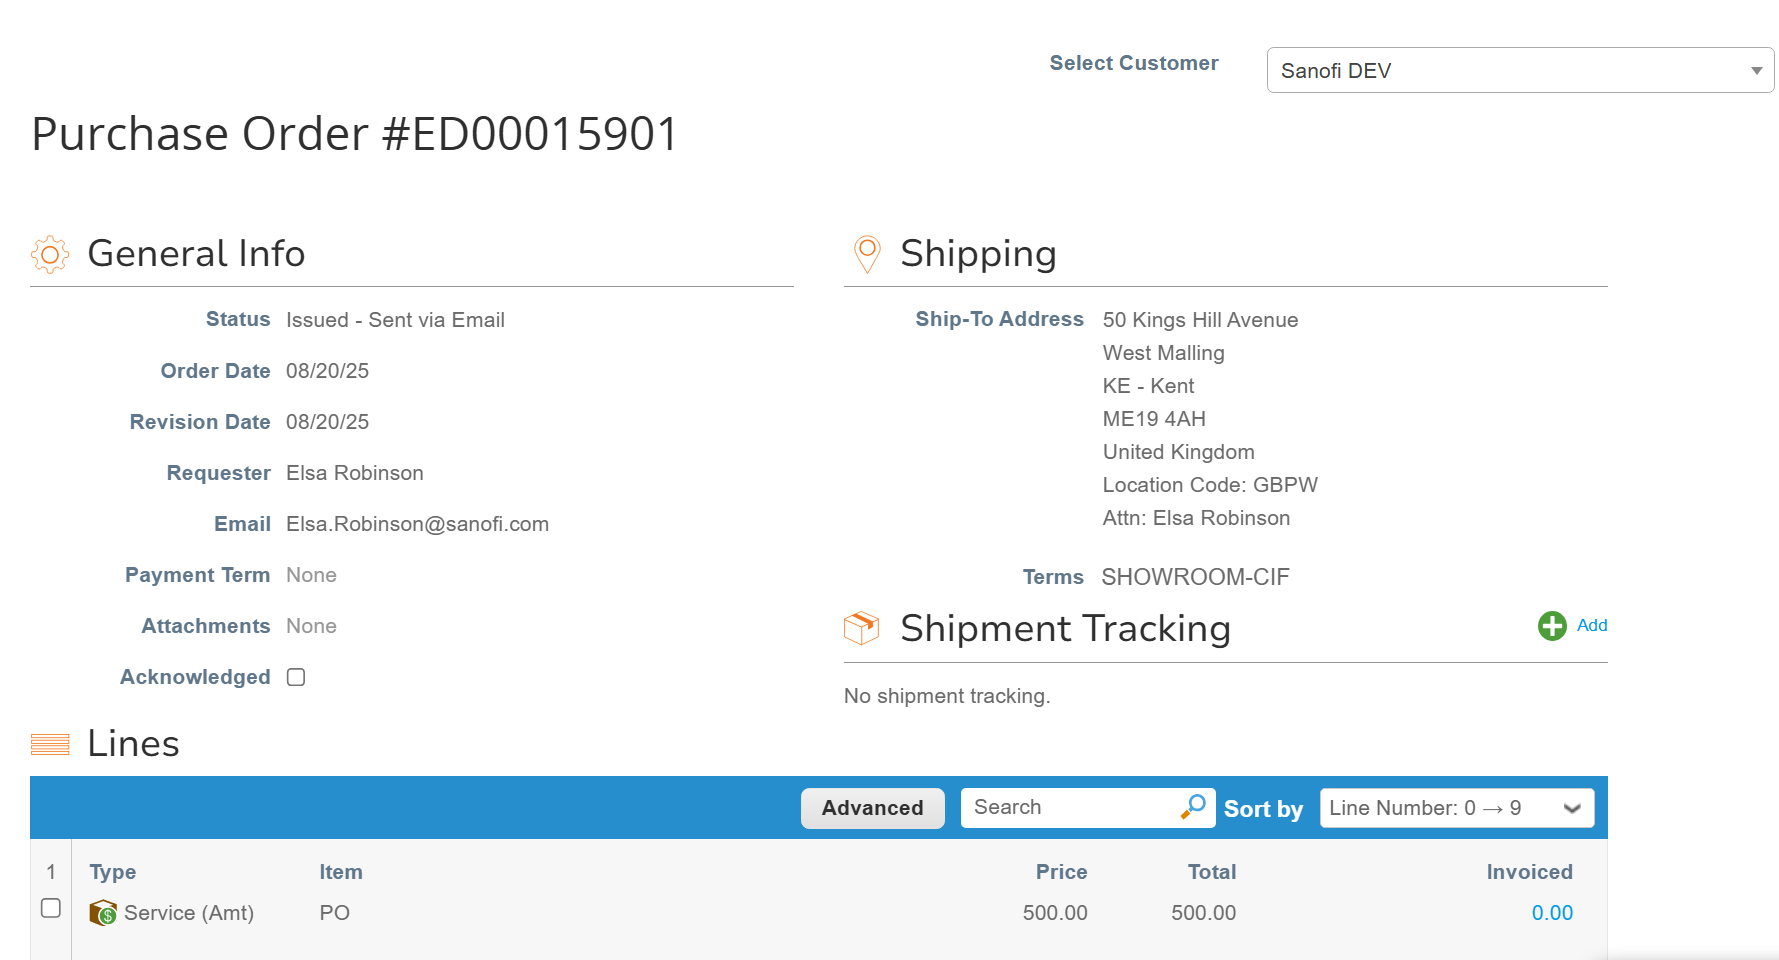 Select Customer
Sanofi DEV
Purchase Order #ED00015901
General Info
Status Issued - Sent via Email
Order Date 08/20/25
Revision Date 08/20/25
Requester Elsa Robinson
Email Elsa.Robinson@sanofi.com
Payment Term None
Attachments None
Acknowledged
Shipping
Ship-To Address 50 Kings Hill Avenue
West Malling
KE - Kent
ME19 4AH
United Kingdom
Location Code: GBPW
Attn: Elsa Robinson
Terms SHOWROOM-CIF
Shipment Tracking
Add
No shipment tracking.
Lines
Advanced Search Sort by Line Number: 0 → 9
1 Type Item Price Total Invoiced
Service (Amt) PO 500.00 500.00 0.00